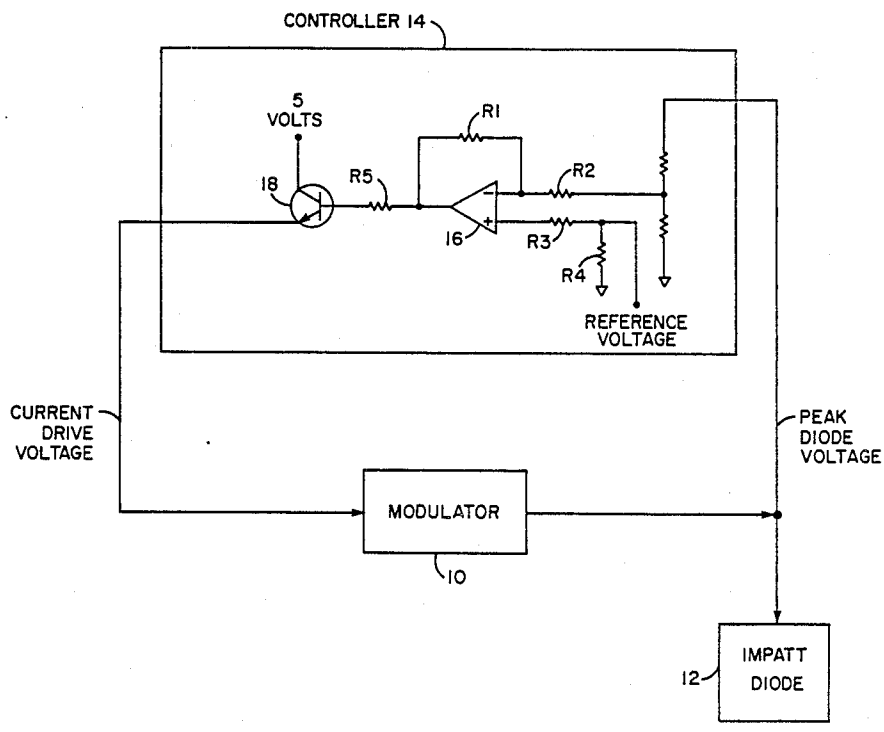 CONTROLLER 14
5
VOLTS
R1
R2
R5
18
−
+
16
R3
R4
REFERENCE
VOLTAGE
CURRENT
DRIVE
VOLTAGE
PEAK
DIODE
VOLTAGE
MODULATOR
10
12
IMPATT
DIODE